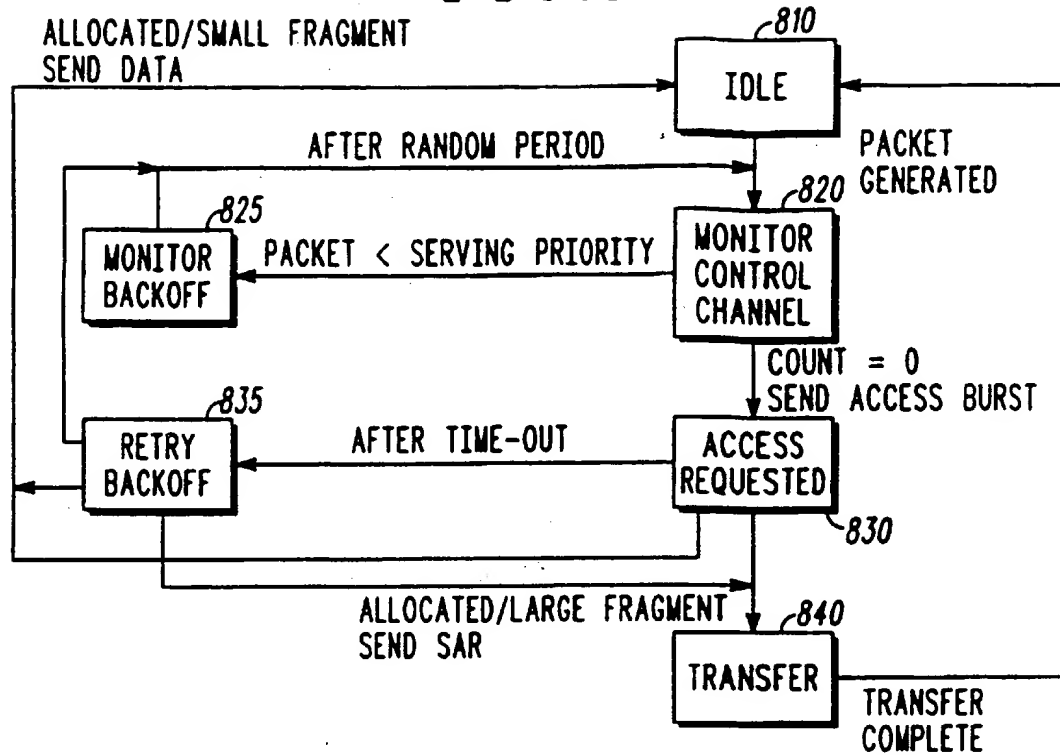 ALLOCATED/SMALL FRAGMENT
SEND DATA
810
IDLE
PACKET
GENERATED
AFTER RANDOM PERIOD
820
825
MONITOR
BACKOFF
PACKET < SERVING PRIORITY
MONITOR
CONTROL
CHANNEL
COUNT = 0
SEND ACCESS BURST
835
RETRY
BACKOFF
AFTER TIME-OUT
ACCESS
REQUESTED
830
ALLOCATED/LARGE FRAGMENT
SEND SAR
840
TRANSFER
TRANSFER
COMPLETE